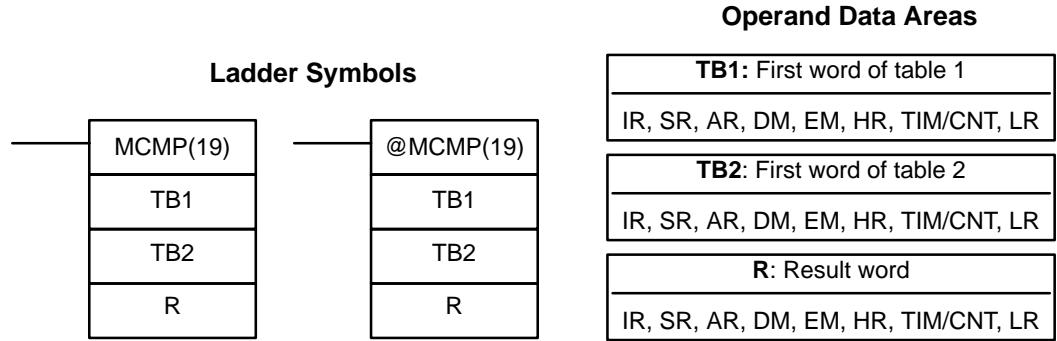 Ladder Symbols
MCMP(19)
TB1
TB2
R
@MCMP(19)
TB1
TB2
R
Operand Data Areas
TB1: First word of table 1
IR, SR, AR, DM, EM, HR, TIM/CNT, LR
TB2: First word of table 2
IR, SR, AR, DM, EM, HR, TIM/CNT, LR
R: Result word
IR, SR, AR, DM, EM, HR, TIM/CNT, LR